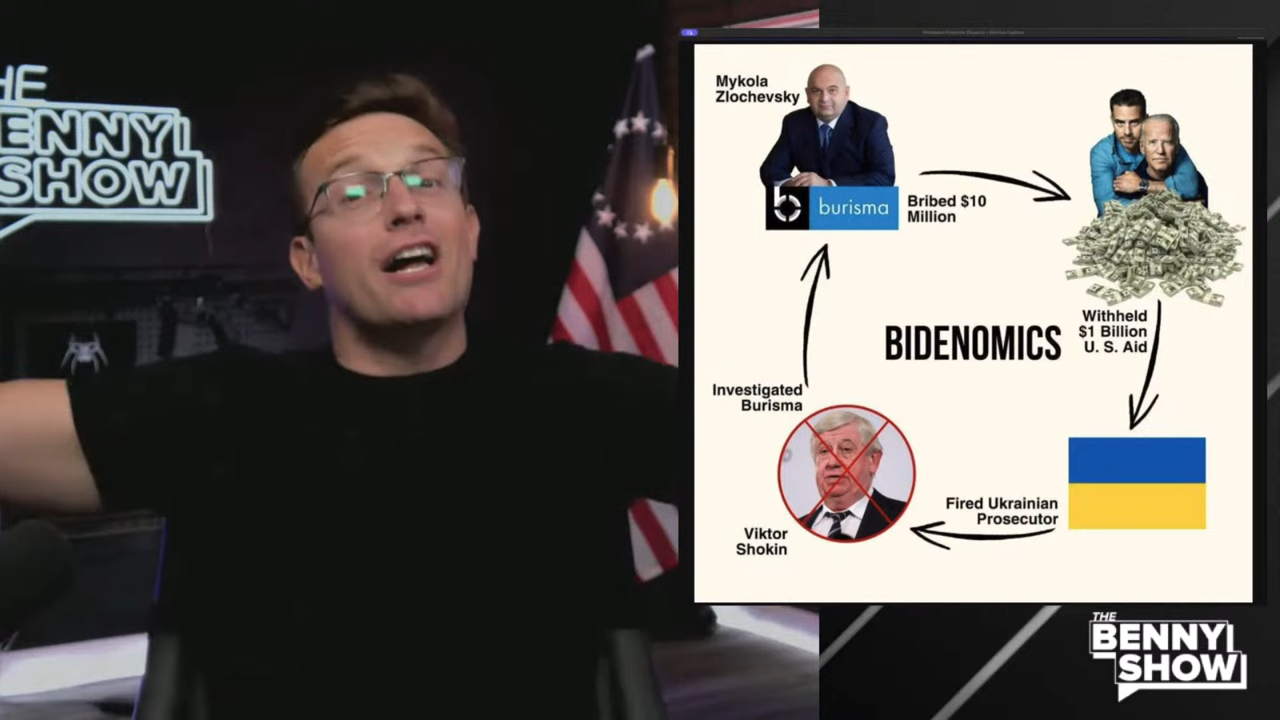 THE
BENNY
SHOW
Mykola
Zlochevsky
burisma
Bribed $10
Million
Withheld
$1 Billion
U. S. Aid
BIDENOMICS
Investigated
Burisma
Fired Ukrainian
Prosecutor
Viktor
Shokin
THE
BENNY
SHOW